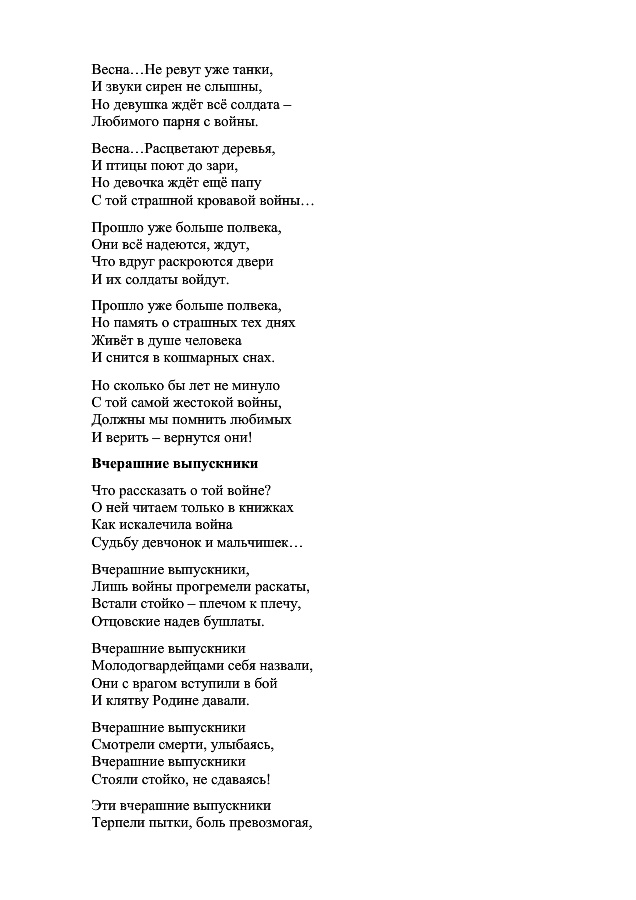 Весна…Не ревут уже танки,
И звуки сирен не слышны,
Но девушка ждёт всё солдата –
Любимого парня с войны.
Весна…Расцветают деревья,
И птицы поют до зари,
Но девочка ждёт ещё папу
С той страшной кровавой войны…
Прошло уже больше полвека,
Они всё надеются, ждут,
Что вдруг раскроются двери
И их солдаты войдут.
Прошло уже больше полвека,
Но память о страшных тех днях
Живёт в душе человека
И снится в кошмарных снах.
Но сколько бы лет не минуло
С той самой жестокой войны,
Должны мы помнить любимых
И верить – вернутся они!
Вчерашние выпускники
Что рассказать о той войне?
О ней читаем только в книжках
Как искалечила война
Судьбу девчонок и мальчишек…
Вчерашние выпускники,
Лишь войны прогремели раскаты,
Встали стойко – плечом к плечу,
Отцовские надев бушлаты.
Вчерашние выпускники
Молодогвардейцами себя назвали,
Они с врагом вступили в бой
И клятву Родине давали.
Вчерашние выпускники
Смотрели смерти, улыбаясь,
Вчерашние выпускники
Стояли стойко, не сдаваясь!
Эти вчерашние выпускники
Терпели пытки, боль превозмогая,